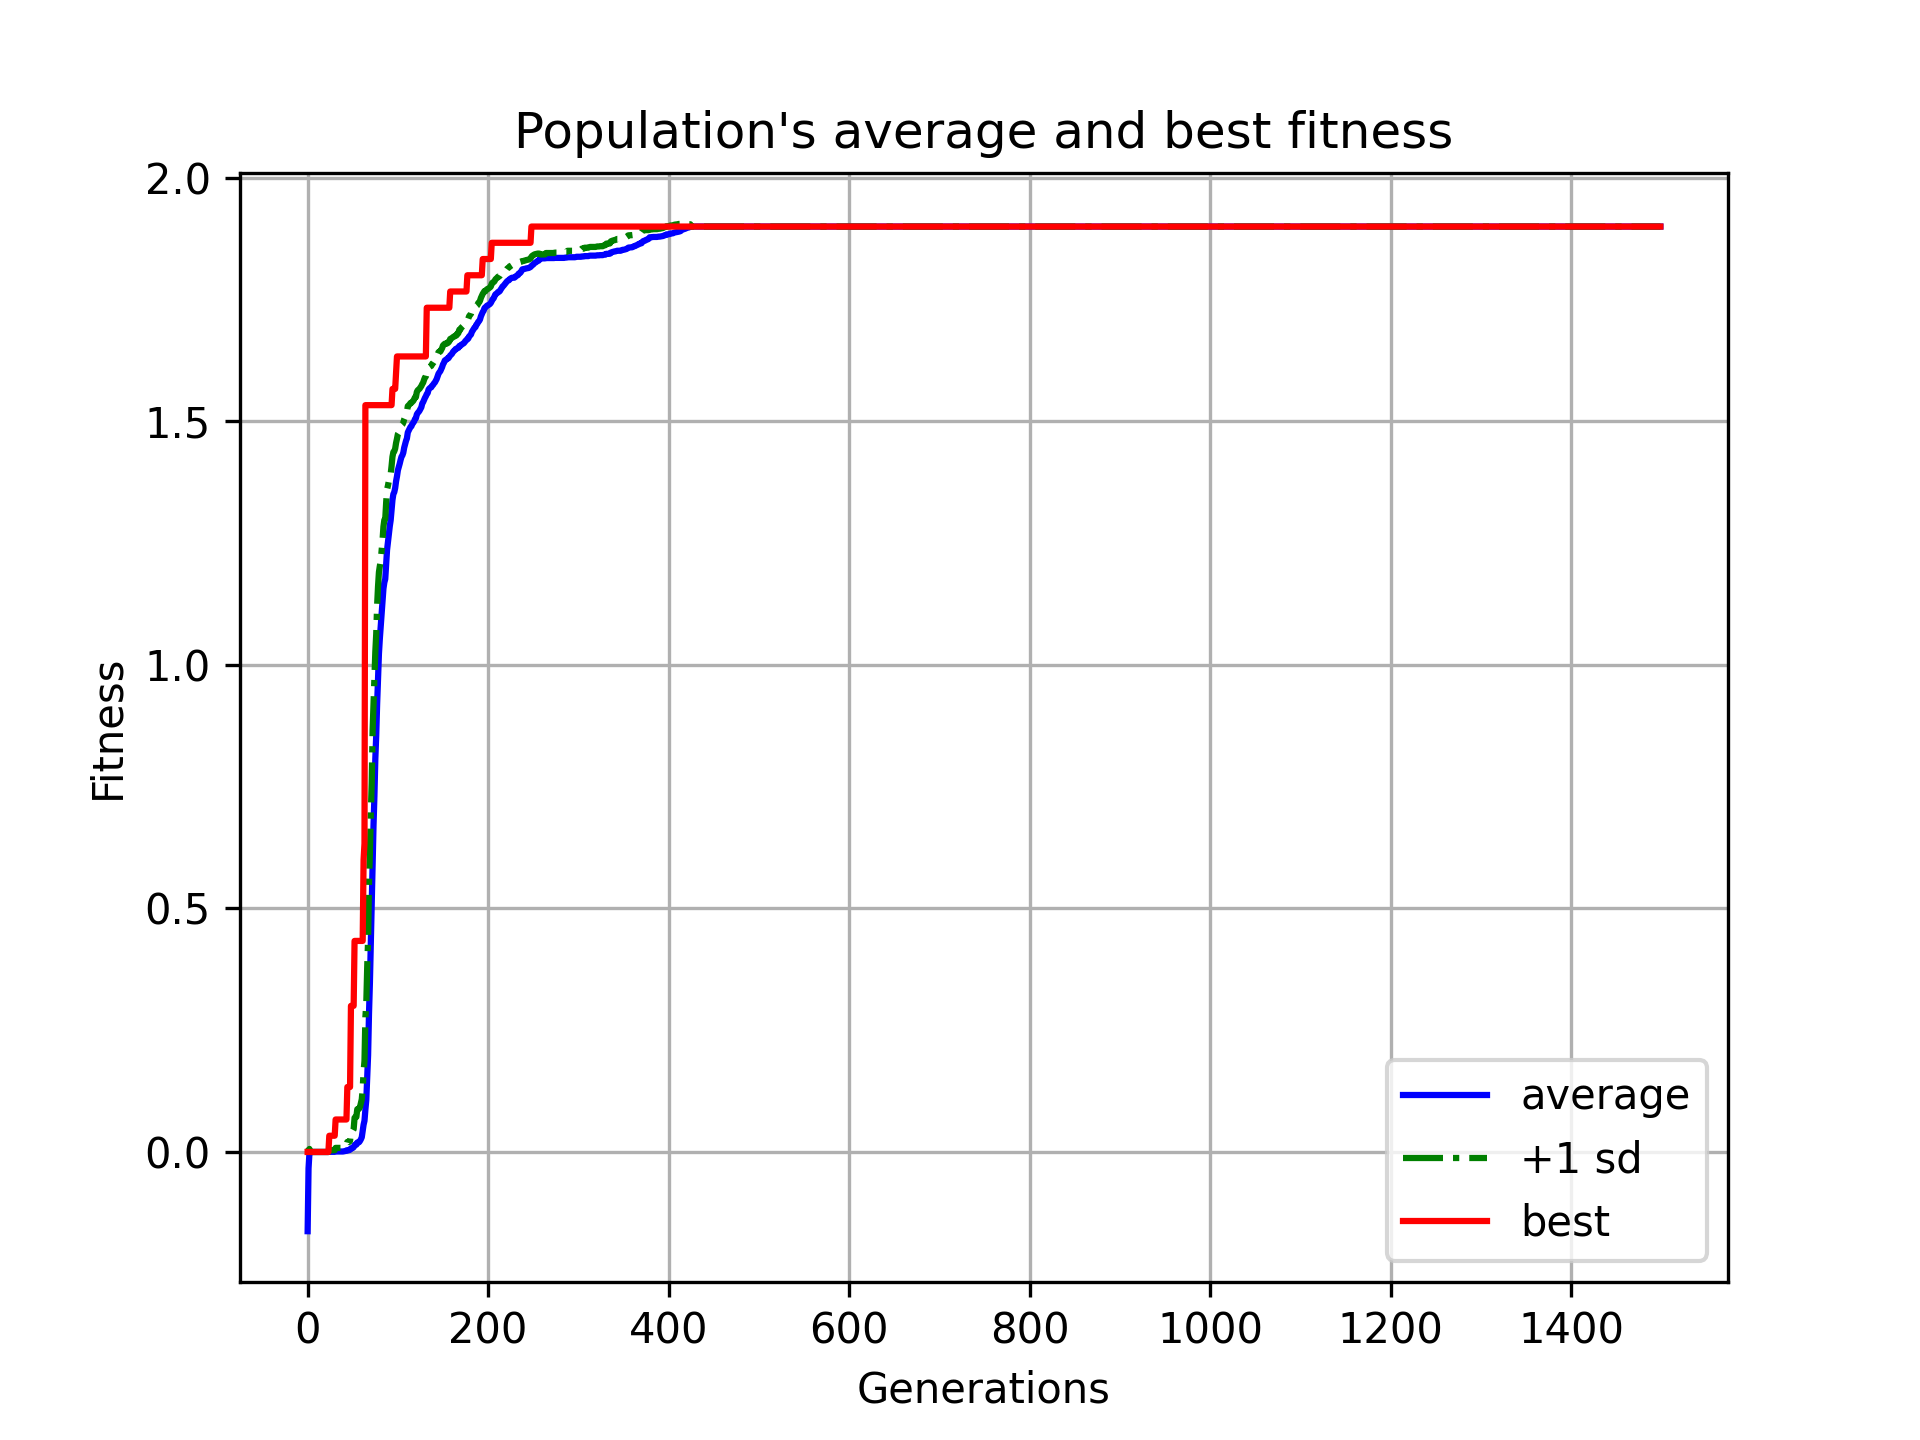 Population's average and best fitness
2.0
1.5
1.0
0.5
0.0
Fitness
0 200 400 600 800 1000 1200 1400
Generations
average
+1 sd
best